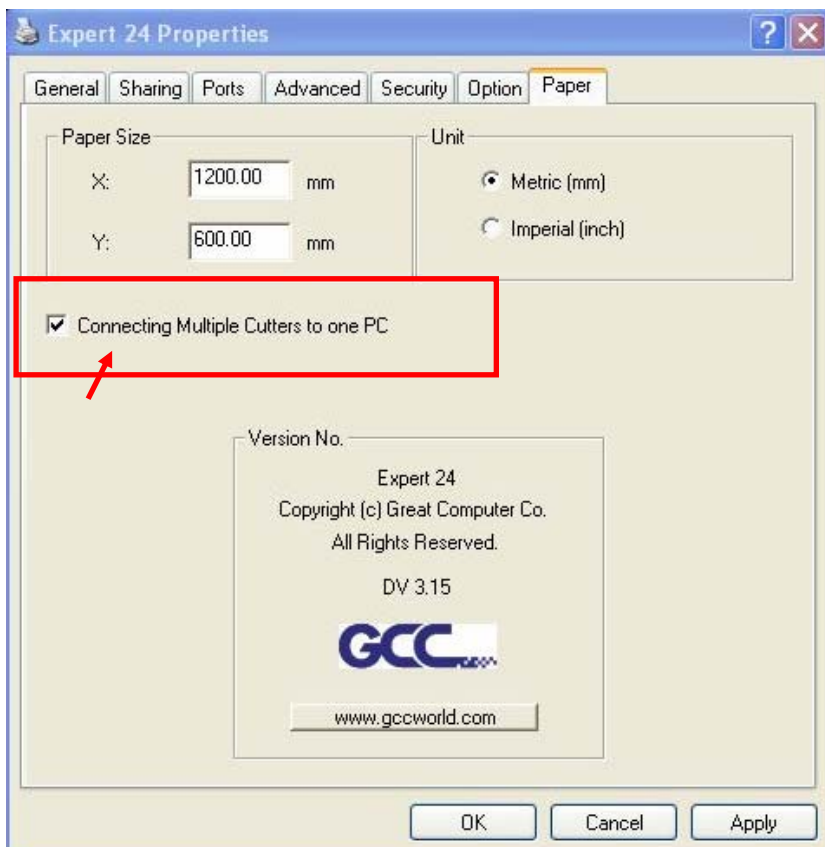 Expert 24 Properties
General Sharing Ports Advanced Security Option Paper
Paper Size
X: 1200.00 mm
Y: 600.00 mm
Unit
Metric (mm)
Imperial (inch)
Connecting Multiple Cutters to one PC
Version No.
Expert 24
Copyright (c) Great Computer Co.
All Rights Reserved.
DV 3.15
GCC
www.gccworld.com
OK Cancel Apply